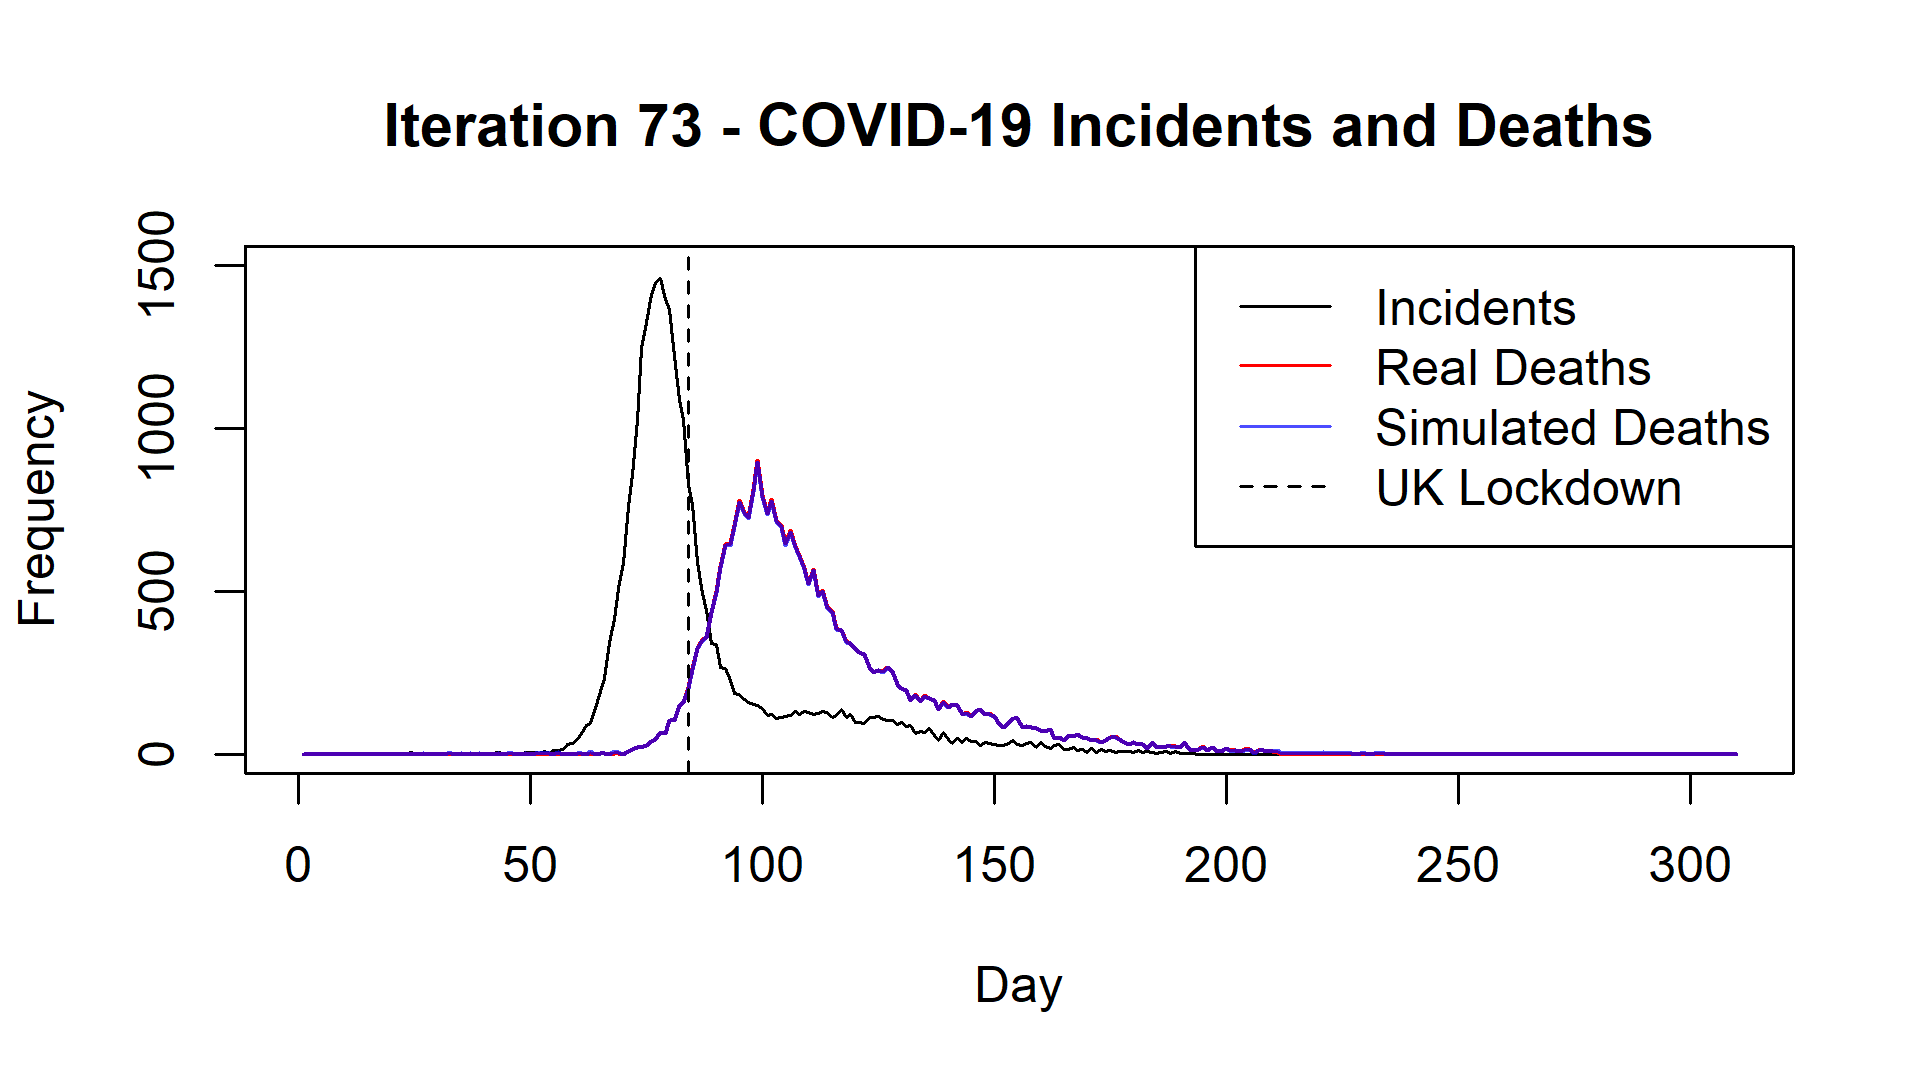 Iteration 73 - COVID-19 Incidents and Deaths
Frequency
1500
1000
500
0
Incidents
Real Deaths
Simulated Deaths
UK Lockdown
0 50 100 150 200 250 300
Day